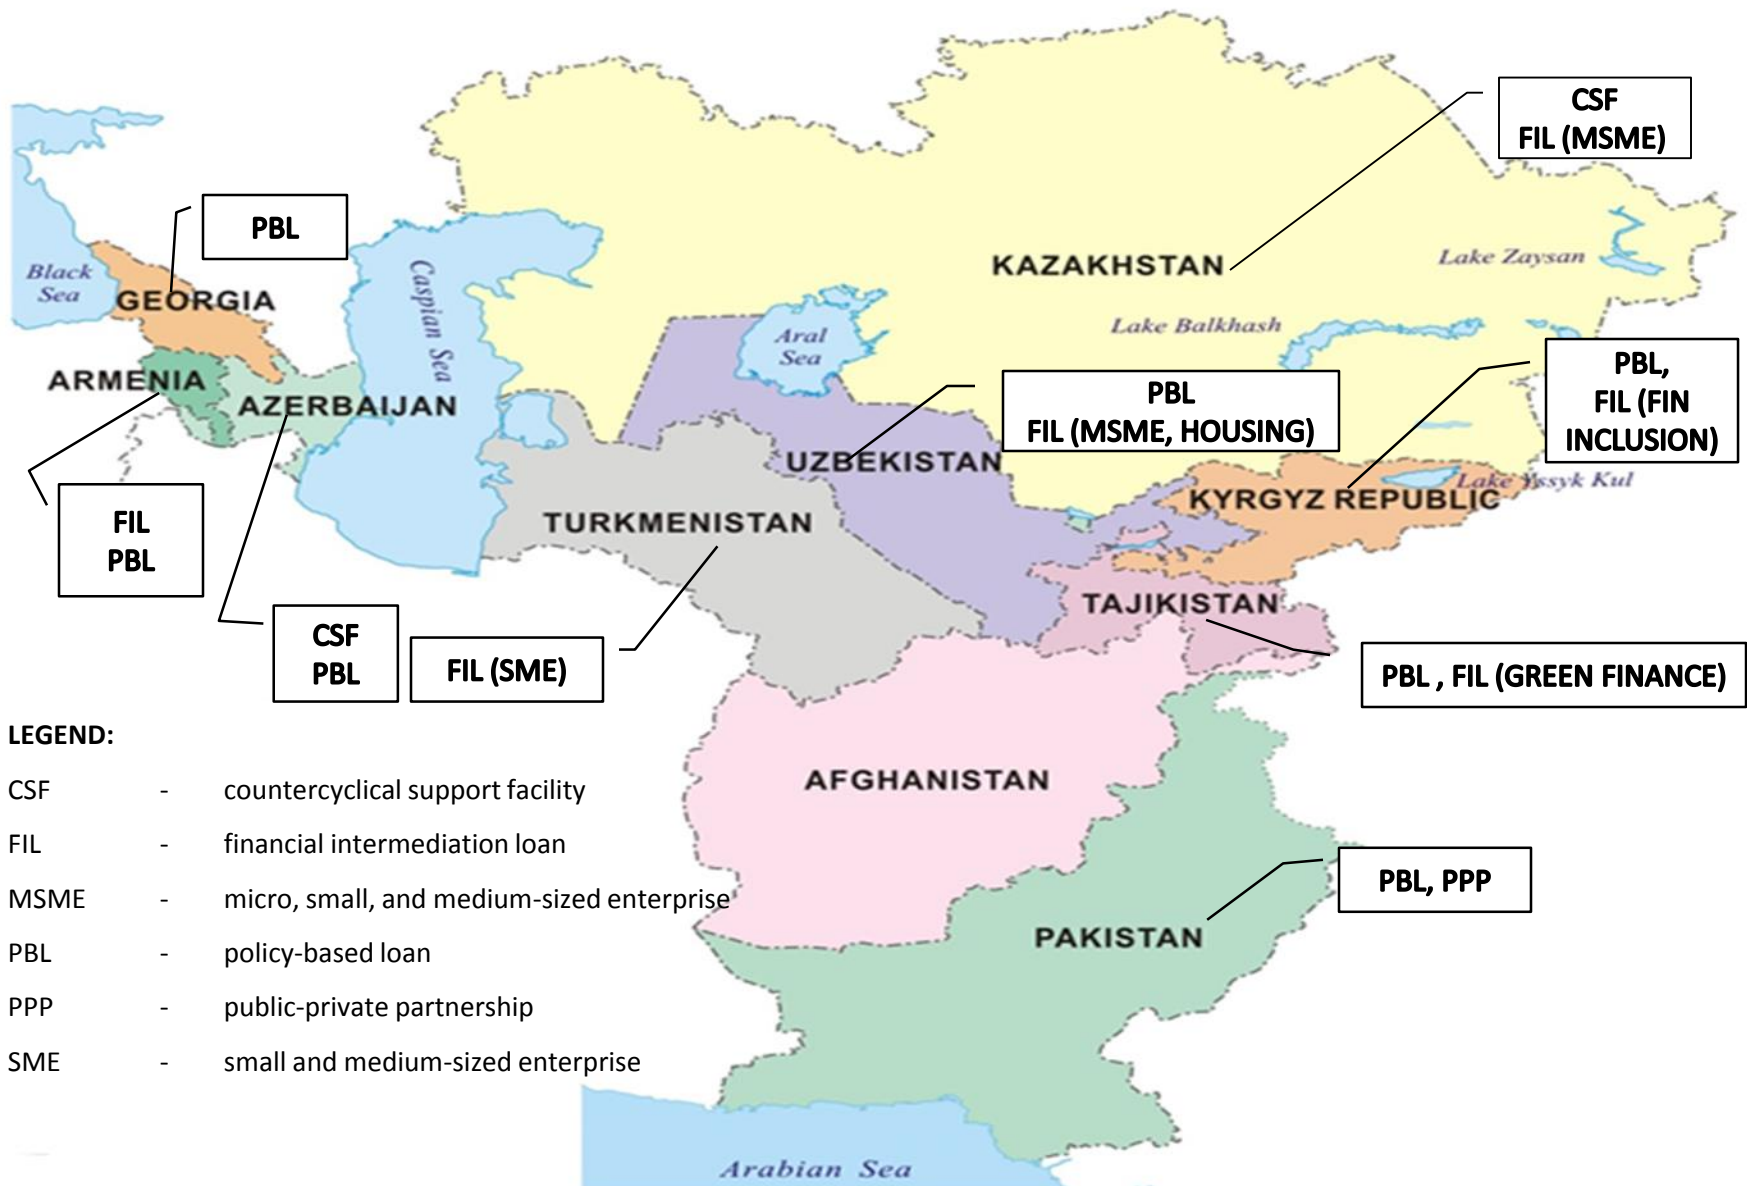 CSF
FIL (MSME)
PBL
Black
Sea
GEORGIA
Caspian Sea
KAZAKHSTAN
Lake Zaysan
Aral
Sea
Lake Balkhash
ARMENIA
AZERBAIJAN
PBL
FIL (MSME, HOUSING)
PBL,
FIL (FIN
INCLUSION)
UZBEKISTAN
KYRGYZ REPUBLIC
Lake Yssyk Kul
FIL
PBL
TURKMENISTAN
TAJIKISTAN
CSF
PBL
FIL (SME)
PBL , FIL (GREEN FINANCE)
LEGEND:
CSF - countercyclical support facility
FIL - financial intermediation loan
MSME - micro, small, and medium-sized enterprise
PBL - policy-based loan
PPP - public-private partnership
SME - small and medium-sized enterprise
AFGHANISTAN
PBL, PPP
PAKISTAN
Arabian Sea